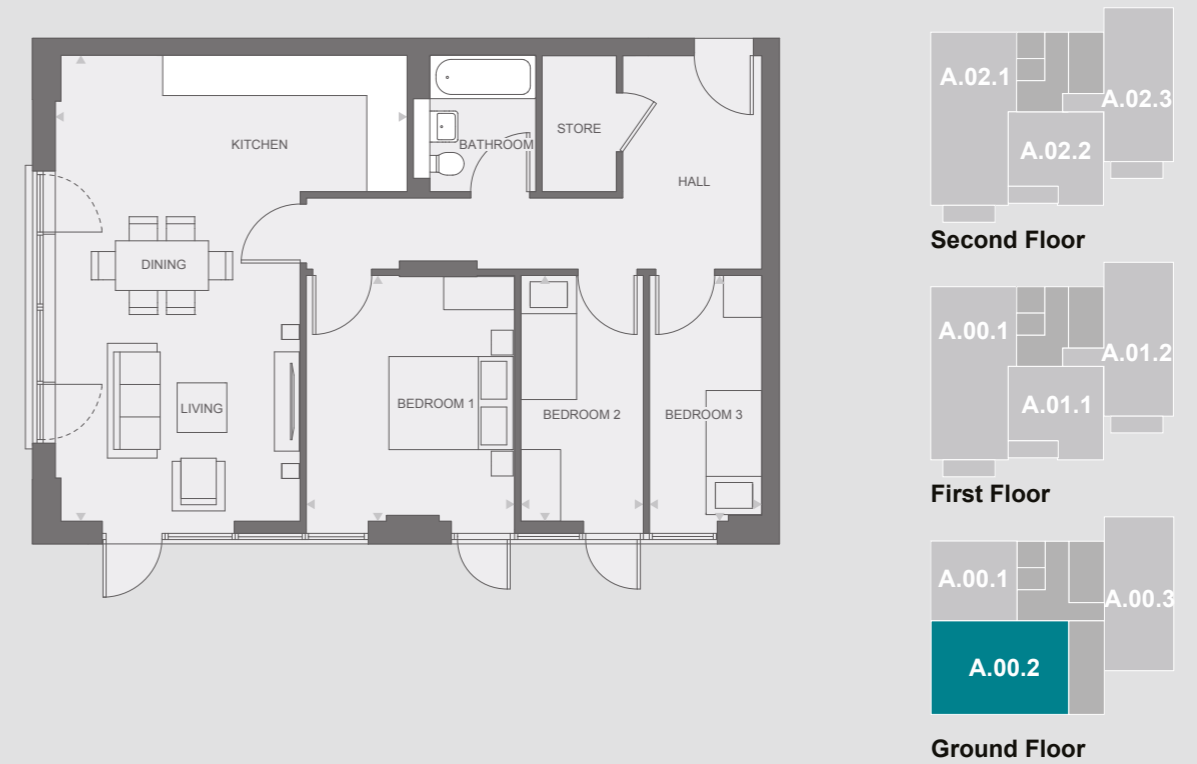 KITCHEN
BATHROOM
STORE
HALL
DINING
LIVING
BEDROOM 1
BEDROOM 2
BEDROOM 3
A.02.1
A.02.3
A.02.2
Second Floor
A.00.1
A.01.2
A.01.1
First Floor
A.00.1
A.00.3
A.00.2
Ground Floor